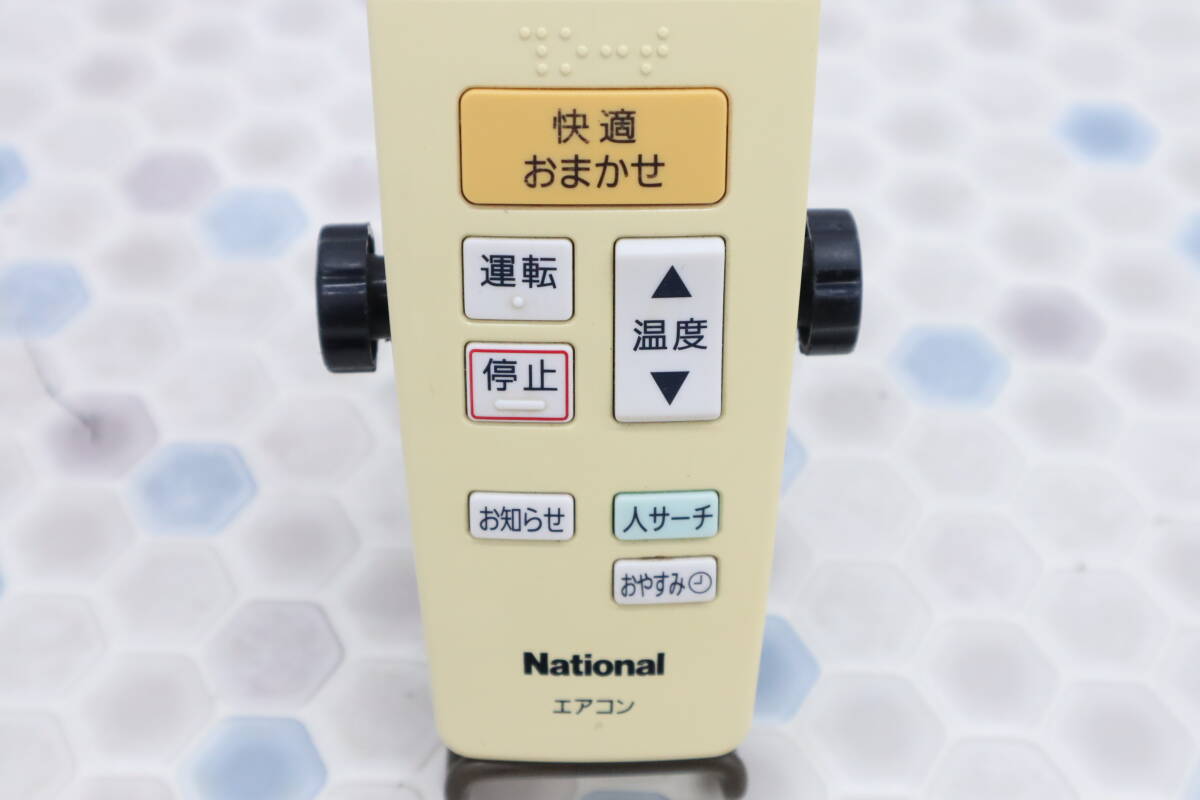 快適
おまかせ
運転
▲
温度
▼
停止
お知らせ
人サーチ
おやすみ
National
エアコン